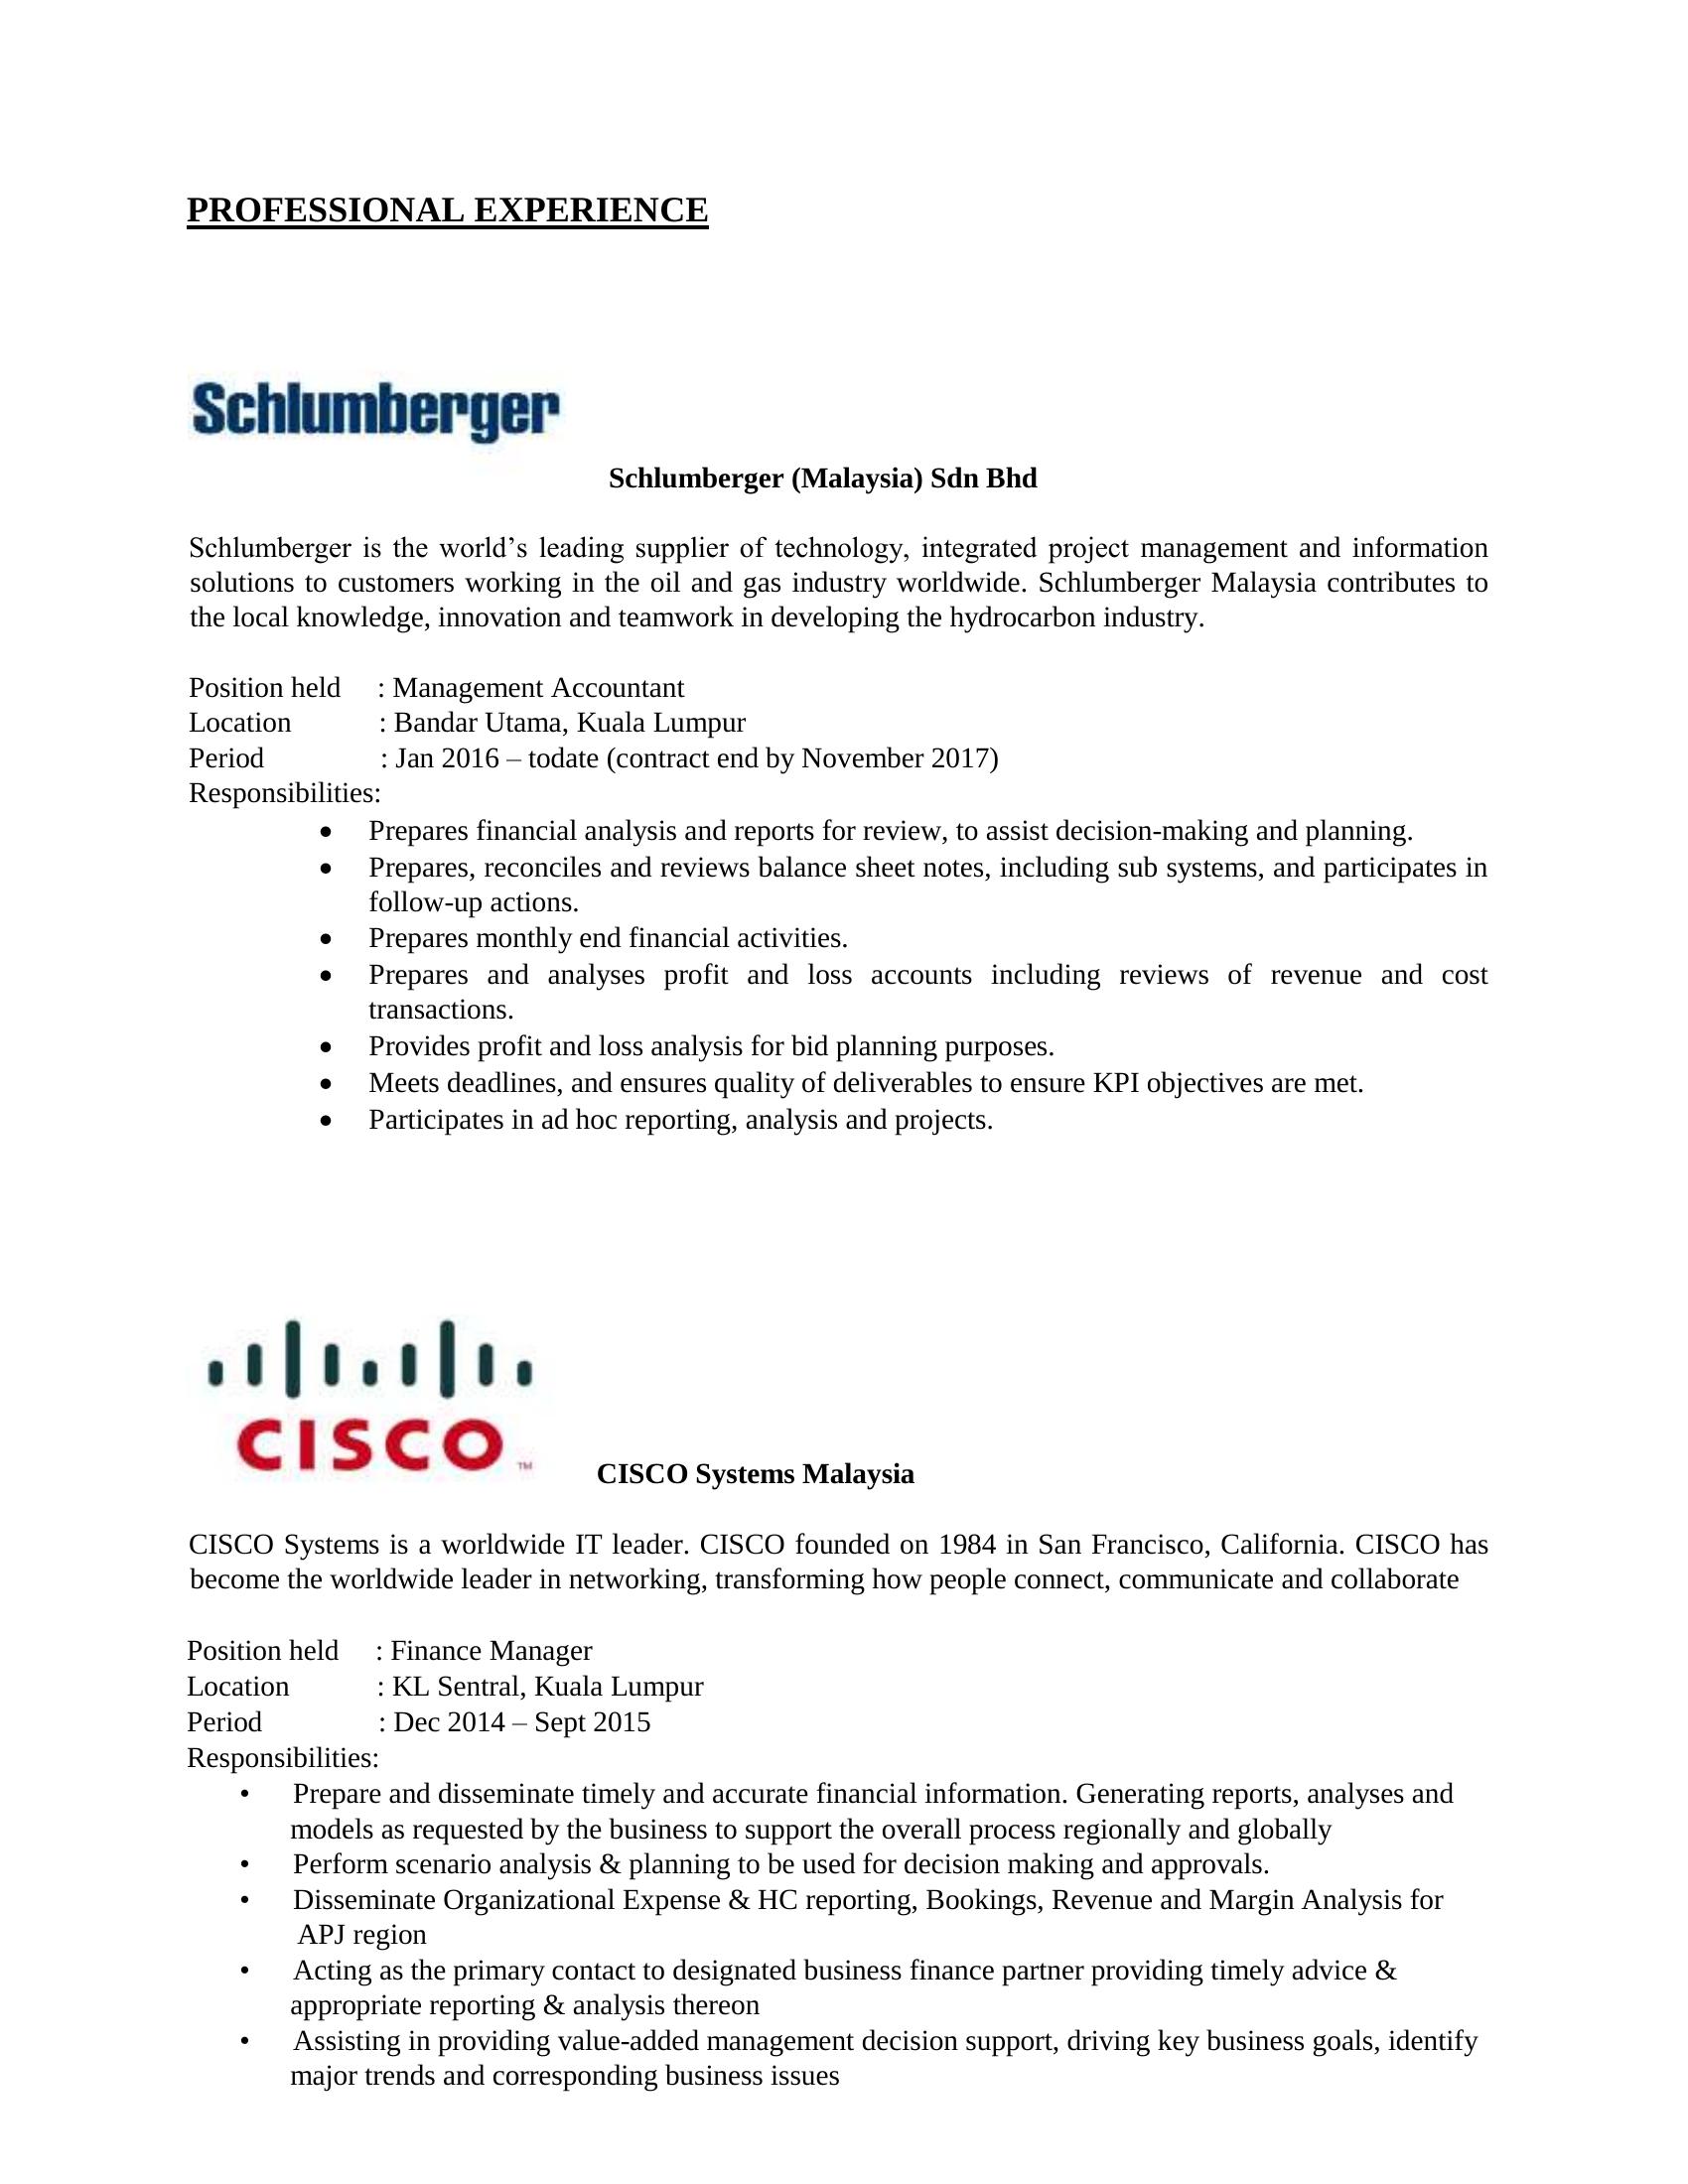 PROFESSIONAL EXPERIENCE
Schlumberger
Schlumberger (Malaysia) Sdn Bhd
Schlumberger is the world’s leading supplier of technology, integrated project management and information
solutions to customers working in the oil and gas industry worldwide. Schlumberger Malaysia contributes to
the local knowledge, innovation and teamwork in developing the hydrocarbon industry.
Position held : Management Accountant
Location : Bandar Utama, Kuala Lumpur
Period : Jan 2016 – todate (contract end by November 2017)
Responsibilities:
• Prepares financial analysis and reports for review, to assist decision-making and planning.
• Prepares, reconciles and reviews balance sheet notes, including sub systems, and participates in
follow-up actions.
• Prepares monthly end financial activities.
• Prepares and analyses profit and loss accounts including reviews of revenue and cost
transactions.
• Provides profit and loss analysis for bid planning purposes.
• Meets deadlines, and ensures quality of deliverables to ensure KPI objectives are met.
• Participates in ad hoc reporting, analysis and projects.
CISCO ™
CISCO Systems Malaysia
CISCO Systems is a worldwide IT leader. CISCO founded on 1984 in San Francisco, California. CISCO has
become the worldwide leader in networking, transforming how people connect, communicate and collaborate
Position held : Finance Manager
Location : KL Sentral, Kuala Lumpur
Period : Dec 2014 – Sept 2015
Responsibilities:
• Prepare and disseminate timely and accurate financial information. Generating reports, analyses and
models as requested by the business to support the overall process regionally and globally
• Perform scenario analysis & planning to be used for decision making and approvals.
• Disseminate Organizational Expense & HC reporting, Bookings, Revenue and Margin Analysis for
APJ region
• Acting as the primary contact to designated business finance partner providing timely advice &
appropriate reporting & analysis thereon
• Assisting in providing value-added management decision support, driving key business goals, identify
major trends and corresponding business issues